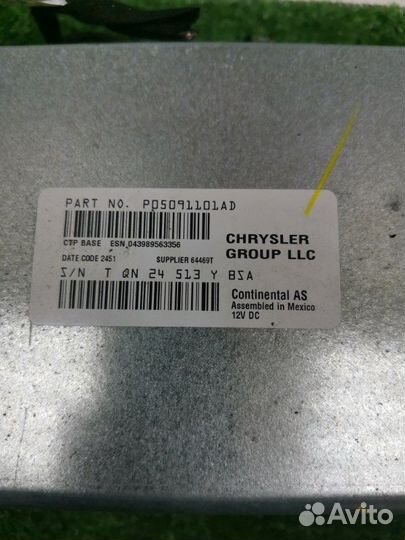 PART NO. P05091101AD
CTP BASE ESN 043989563356
DATE CODE 2451 SUPPLIER 64469T
S/N T QN 24 513 Y BSA
CHRYSLER
GROUP LLC
Continental AS
Assembled in Mexico
12V DC
Avito